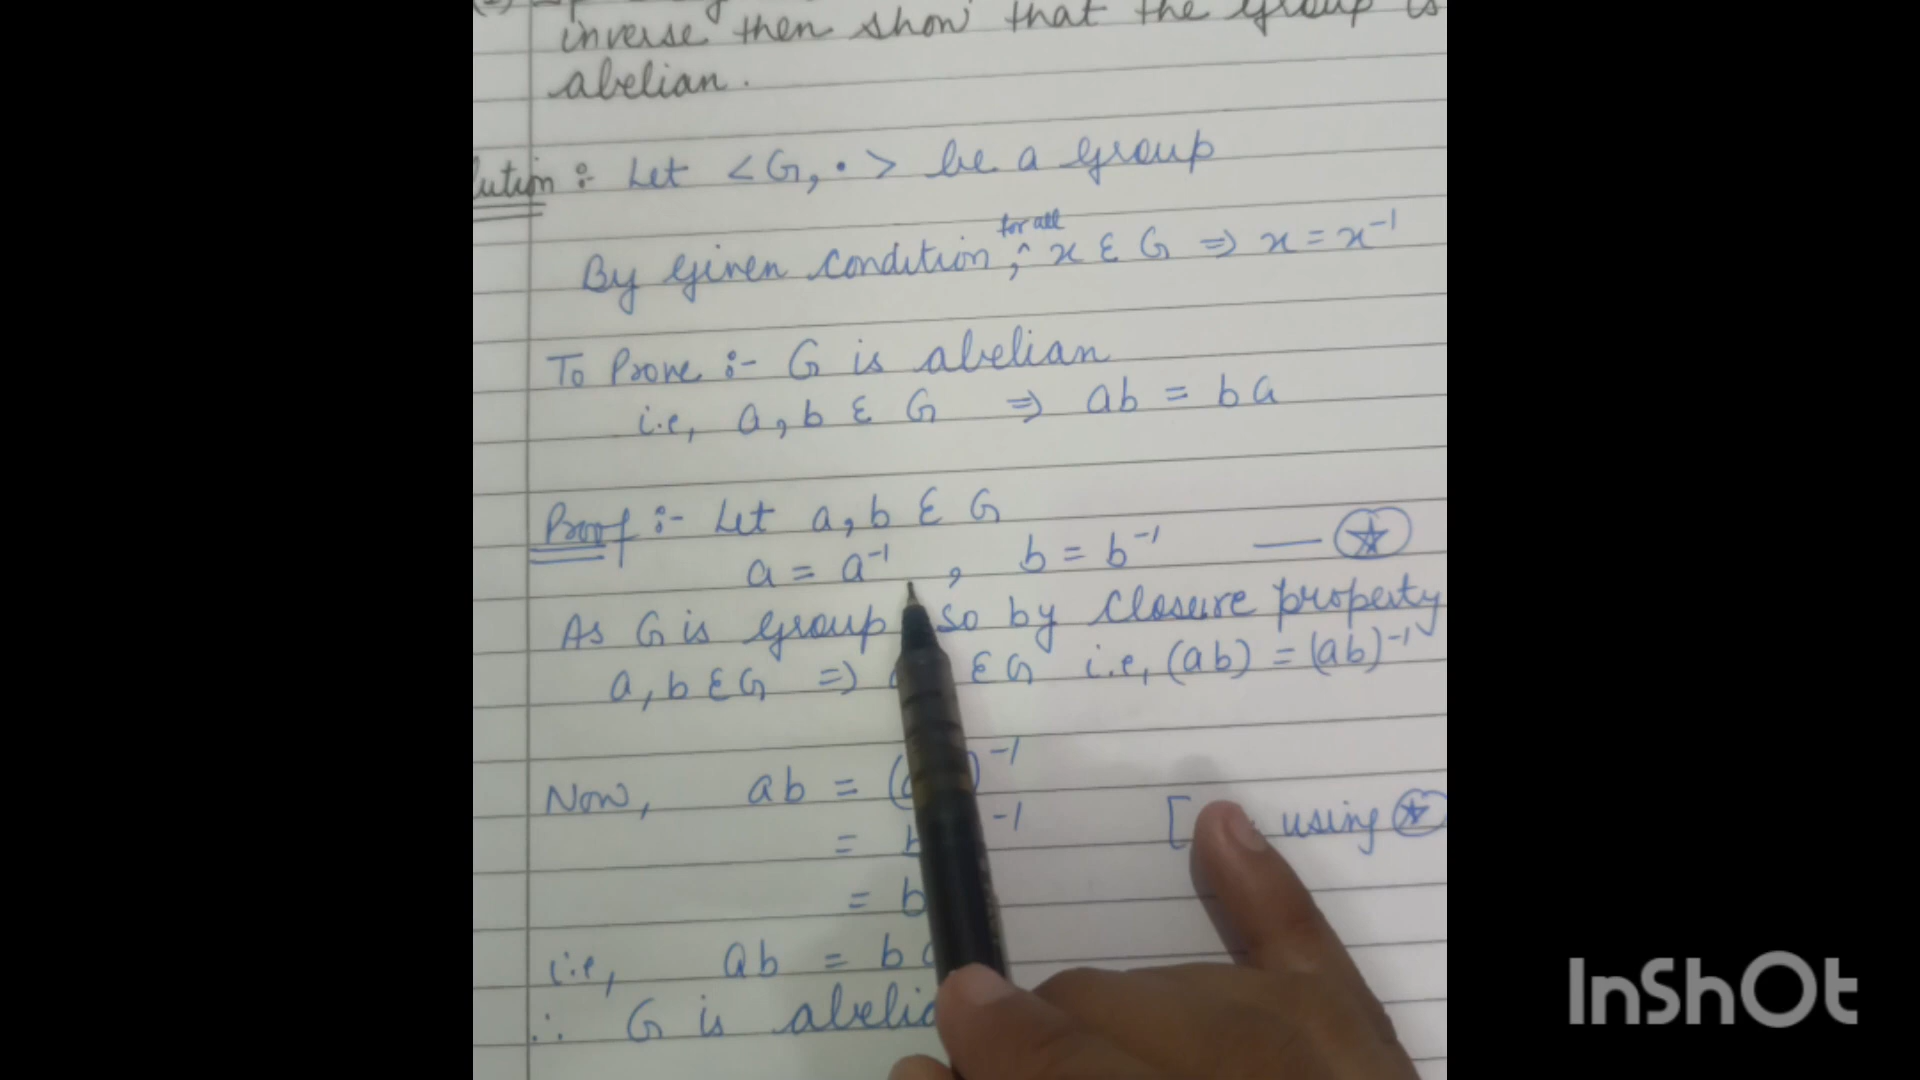 inverse then show that the group is
abelian.
lution :- Let <G, •> be a group
for all
By given condition, ^ x ε G ⇒ x = x⁻¹
To Prove :- G is abelian
i.e, a, b ε G ⇒ ab = ba
Proof :- Let a, b ε G
a = a⁻¹ , b = b⁻¹ — ☆
As G is group so by closure property
a, b ε G ⇒ ε G i.e, (ab) = (ab)⁻¹
Now, ab = ( )⁻¹
= b ⁻¹ [ using ☆
= b
i.e, ab = b
∴ G is abelia
InShOt